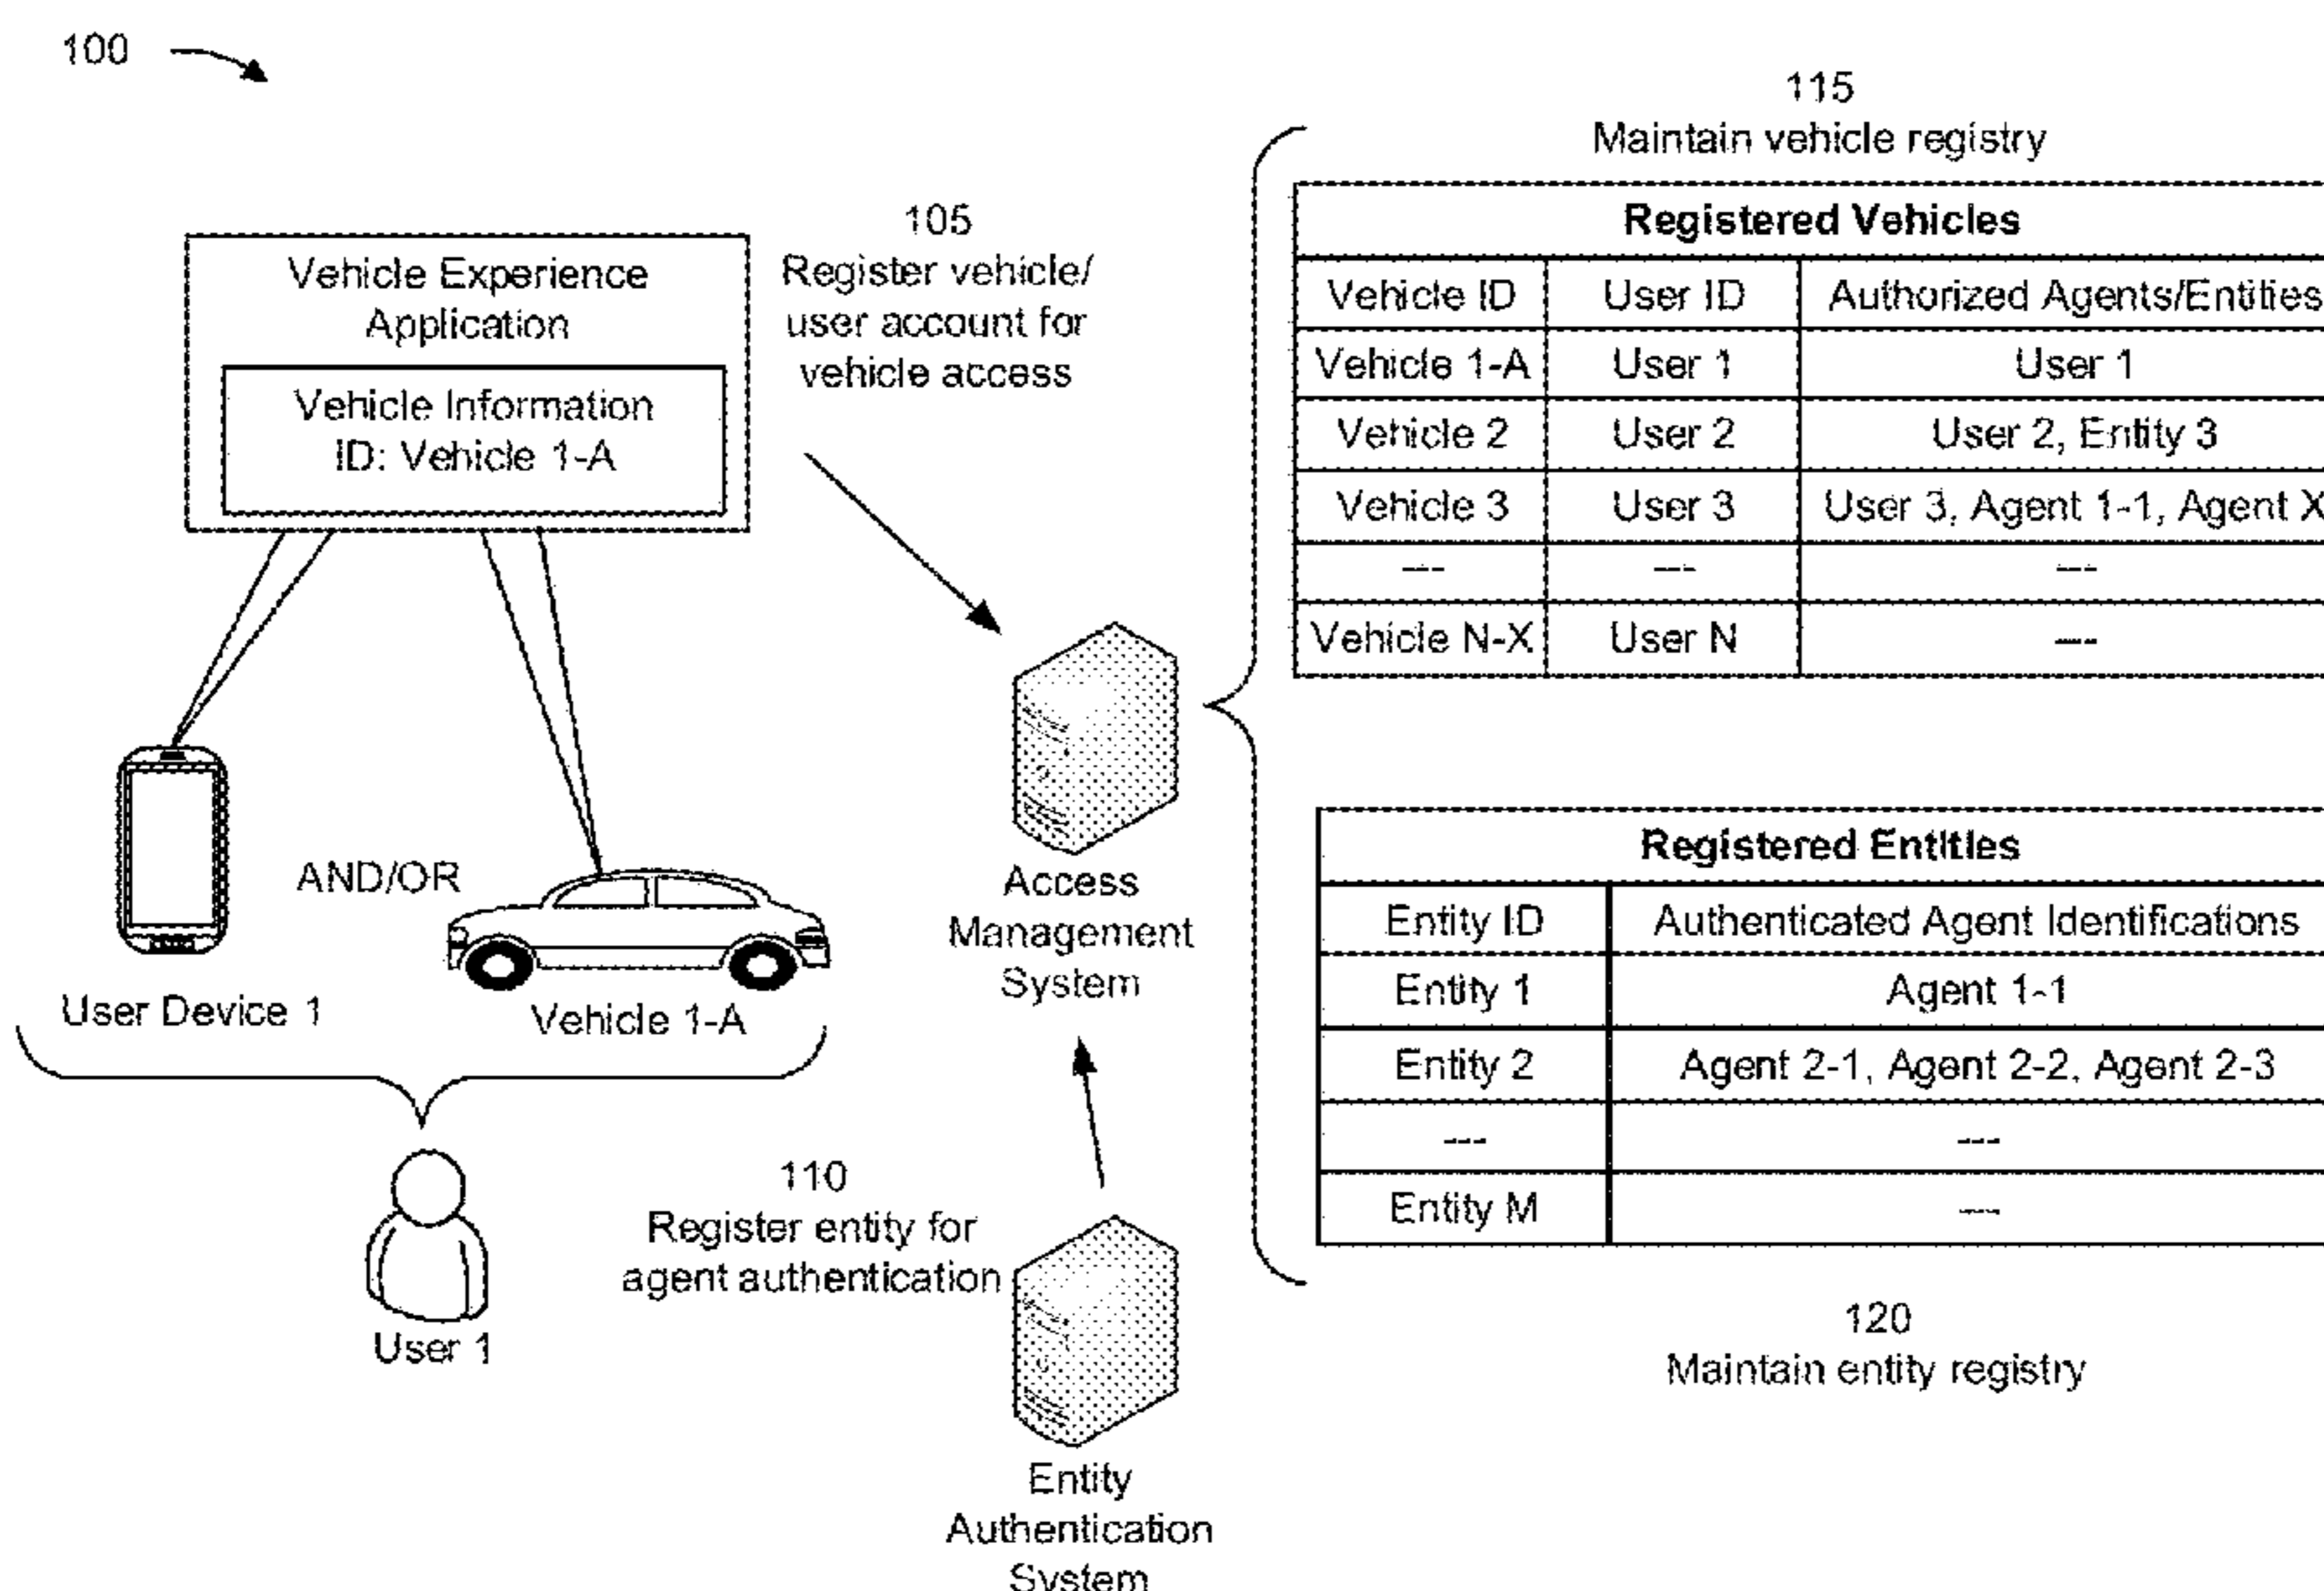 100
115
Maintain vehicle registry
105
Register vehicle/
user account for
vehicle access
Vehicle Experience
Application
Vehicle Information
ID: Vehicle 1-A
Registered Vehicles
Vehicle ID User ID Authorized Agents/Entities
Vehicle 1-A User 1 User 1
Vehicle 2 User 2 User 2, Entity 3
Vehicle 3 User 3 User 3, Agent 1-1, Agent X
--- --- ---
Vehicle N-X User N ---
AND/OR
User Device 1
Vehicle 1-A
User 1
Access
Management
System
110
Register entity for
agent authentication
Entity
Authentication
System
Registered Entities
Entity ID Authenticated Agent Identifications
Entity 1 Agent 1-1
Entity 2 Agent 2-1, Agent 2-2, Agent 2-3
--- ---
Entity M ---
120
Maintain entity registry